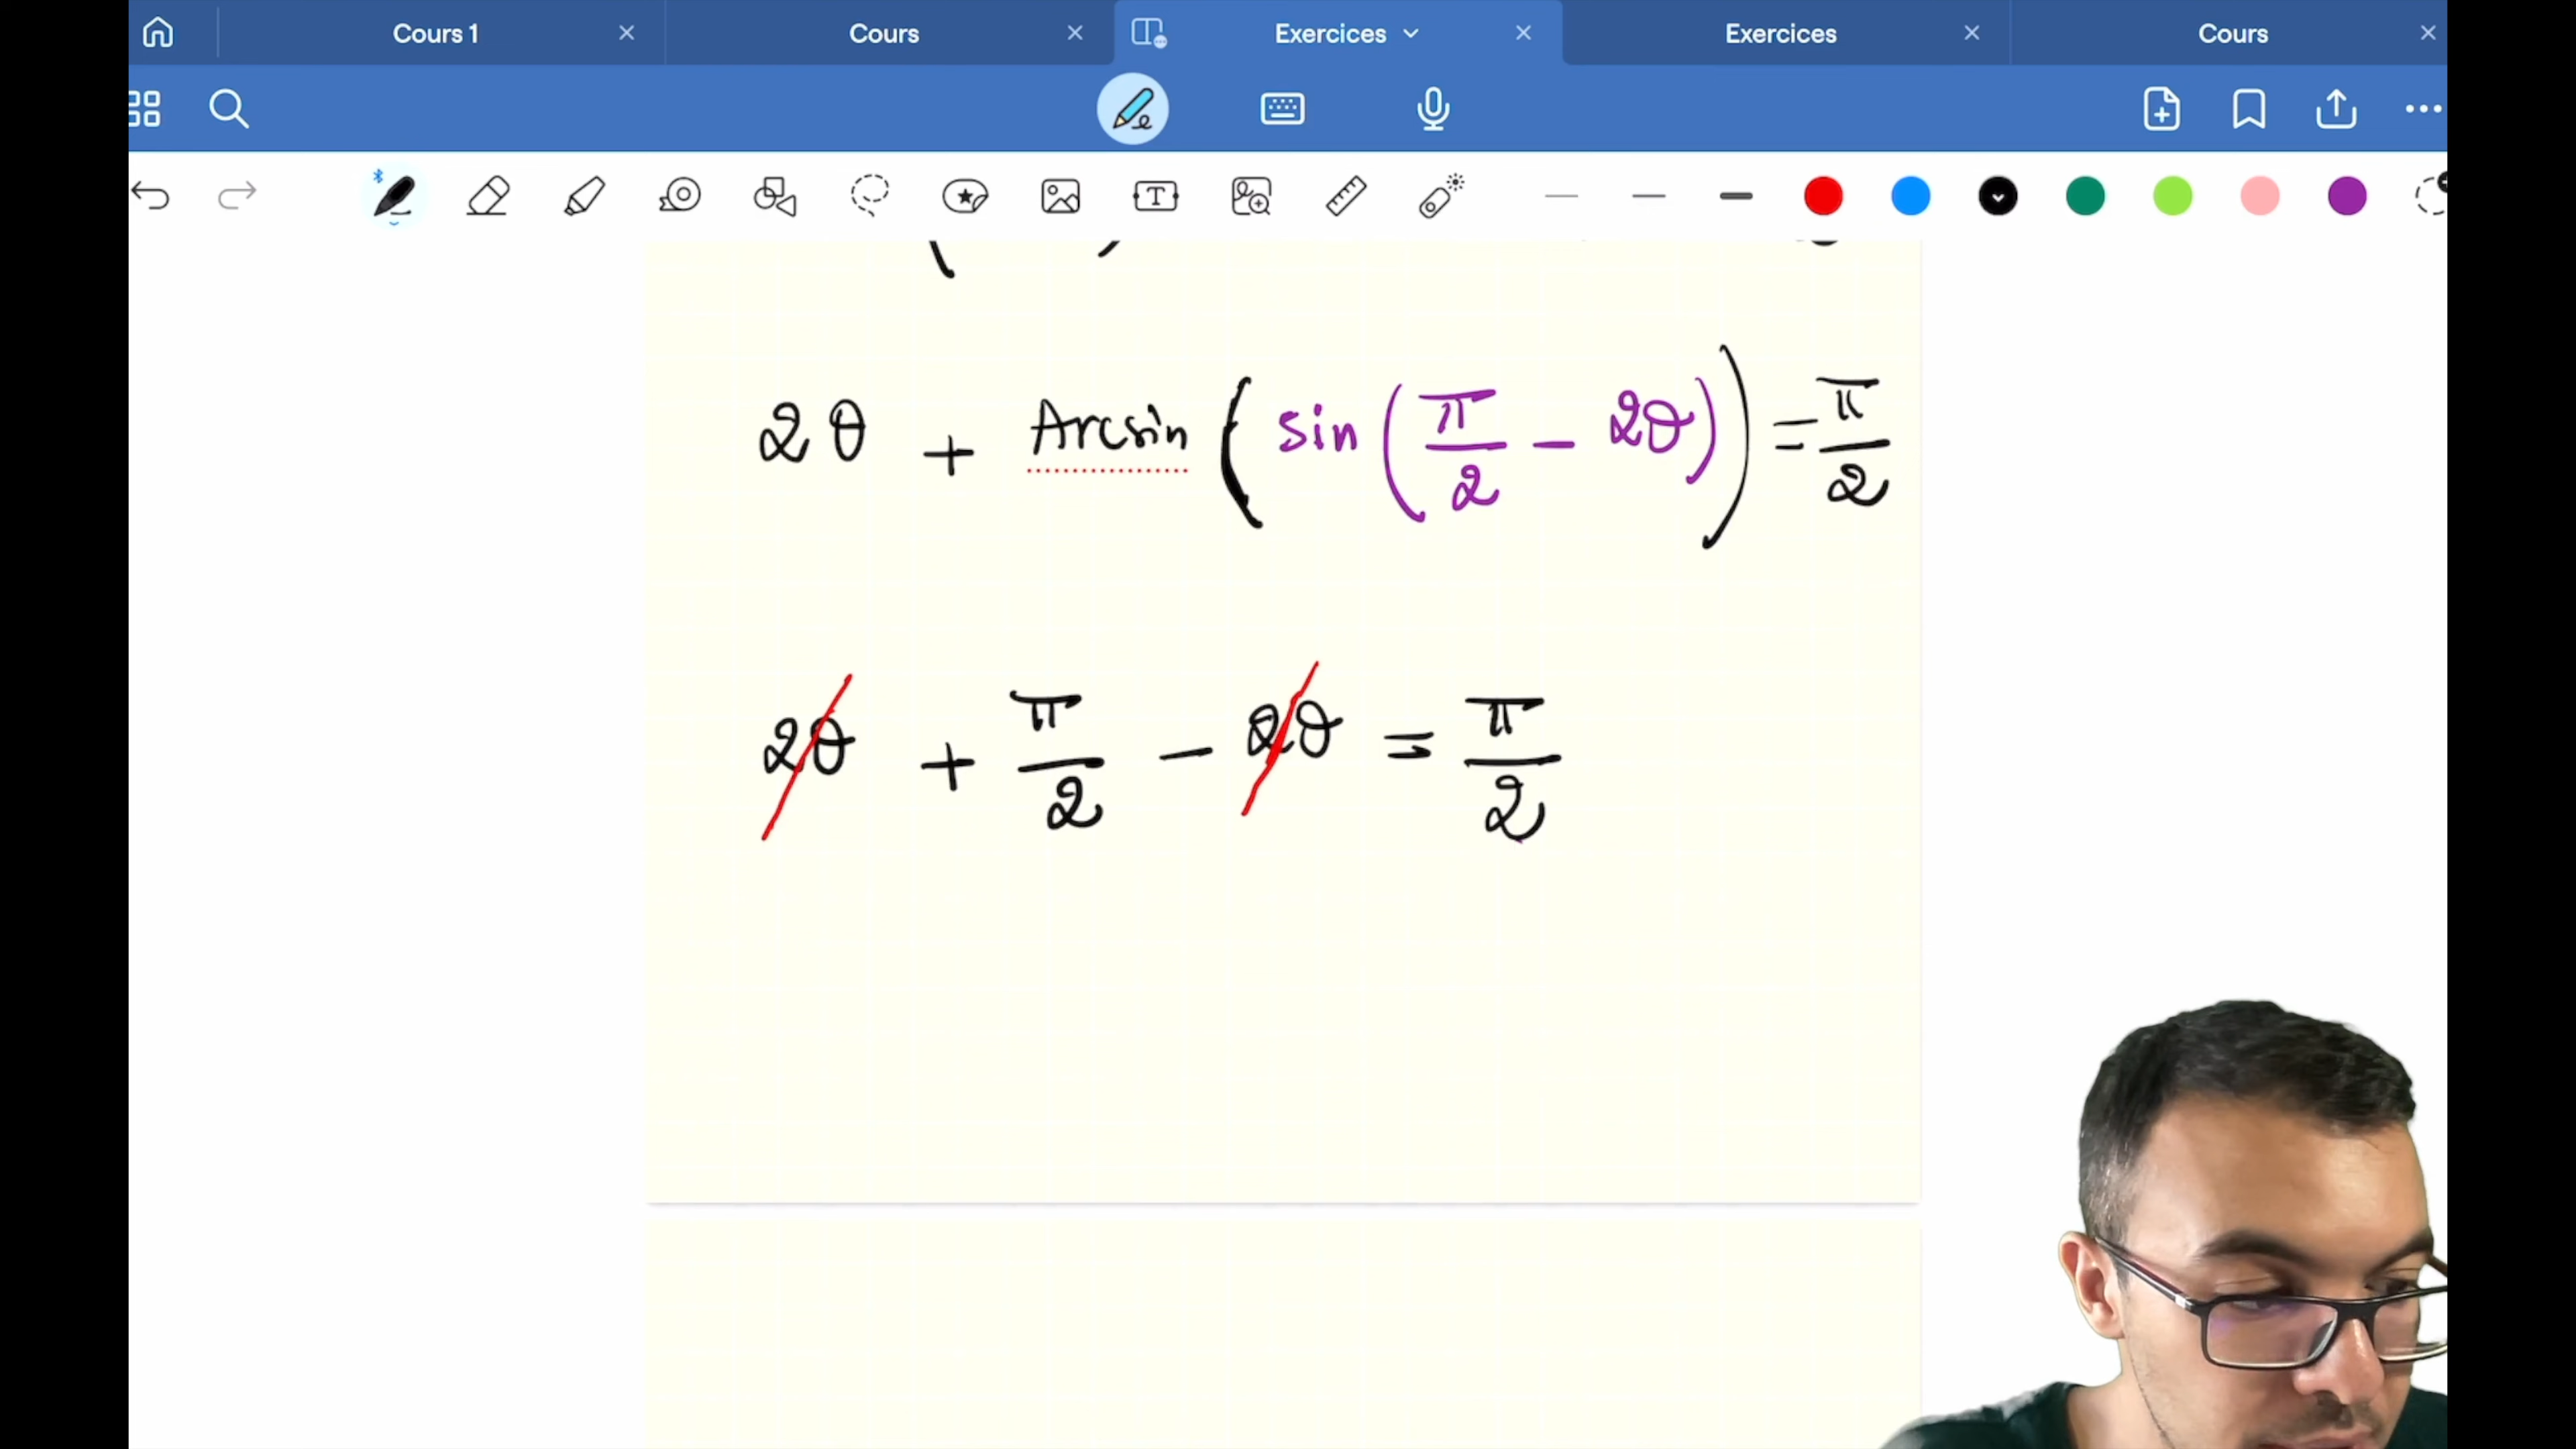 Cours 1 Cours Exercices Exercices Cours
2θ + Arcsin(sin(π/2 − 2θ)) = π/2
2θ + π/2 − 2θ = π/2